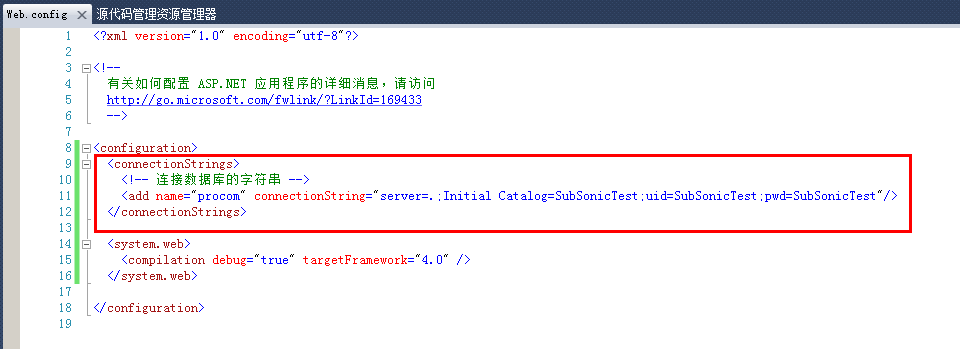 Web.config × 源代码管理资源管理器
1 <?xml version="1.0" encoding="utf-8"?>
2
3 <!--
4 有关如何配置 ASP.NET 应用程序的详细消息，请访问
5 http://go.microsoft.com/fwlink/?LinkId=169433
6 -->
7
8 <configuration>
9 <connectionStrings>
10 <!-- 连接数据库的字符串 -->
11 <add name="procom" connectionString="server=.;Initial Catalog=SubSonicTest;uid=SubSonicTest;pwd=SubSonicTest"/>
12 </connectionStrings>
13
14 <system.web>
15 <compilation debug="true" targetFramework="4.0" />
16 </system.web>
17
18 </configuration>
19